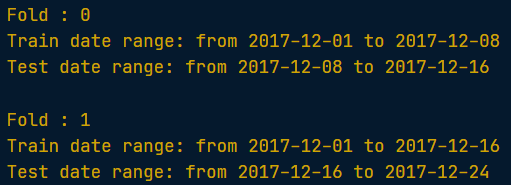 Fold : 0
Train date range: from 2017-12-01 to 2017-12-08
Test date range: from 2017-12-08 to 2017-12-16
Fold : 1
Train date range: from 2017-12-01 to 2017-12-16
Test date range: from 2017-12-16 to 2017-12-24